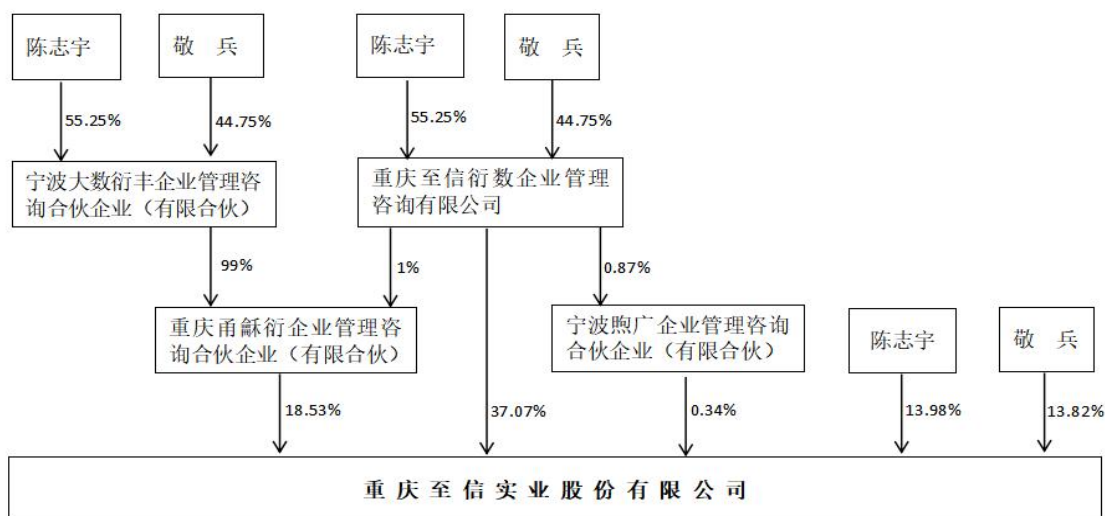 陈志宇
敬 兵
陈志宇
敬 兵
55.25%
44.75%
55.25%
44.75%
宁波大数衍丰企业管理咨
询合伙企业（有限合伙）
重庆至信衍数企业管理
咨询有限公司
99%
1%
0.87%
重庆甬龢衍企业管理咨
询合伙企业（有限合伙）
宁波煦广企业管理咨询
合伙企业（有限合伙）
陈志宇
敬 兵
18.53%
37.07%
0.34%
13.98%
13.82%
重庆至信实业股份有限公司